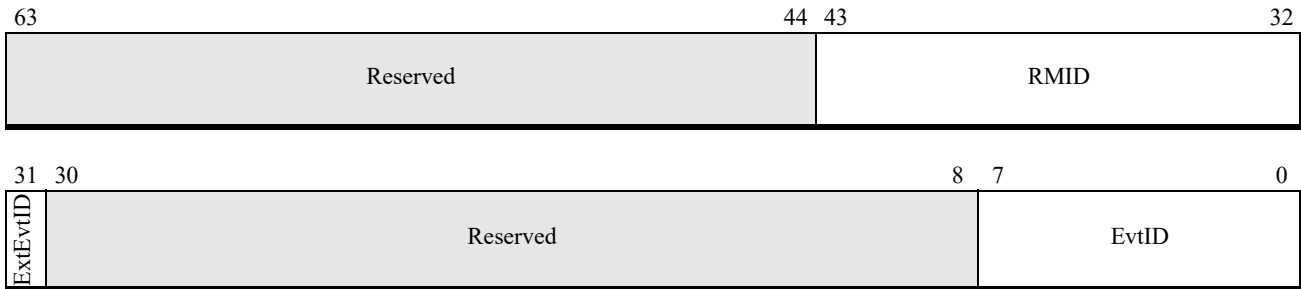 63 44 43 32
Reserved RMID
31 30 8 7 0
ExtEvtID Reserved EvtID